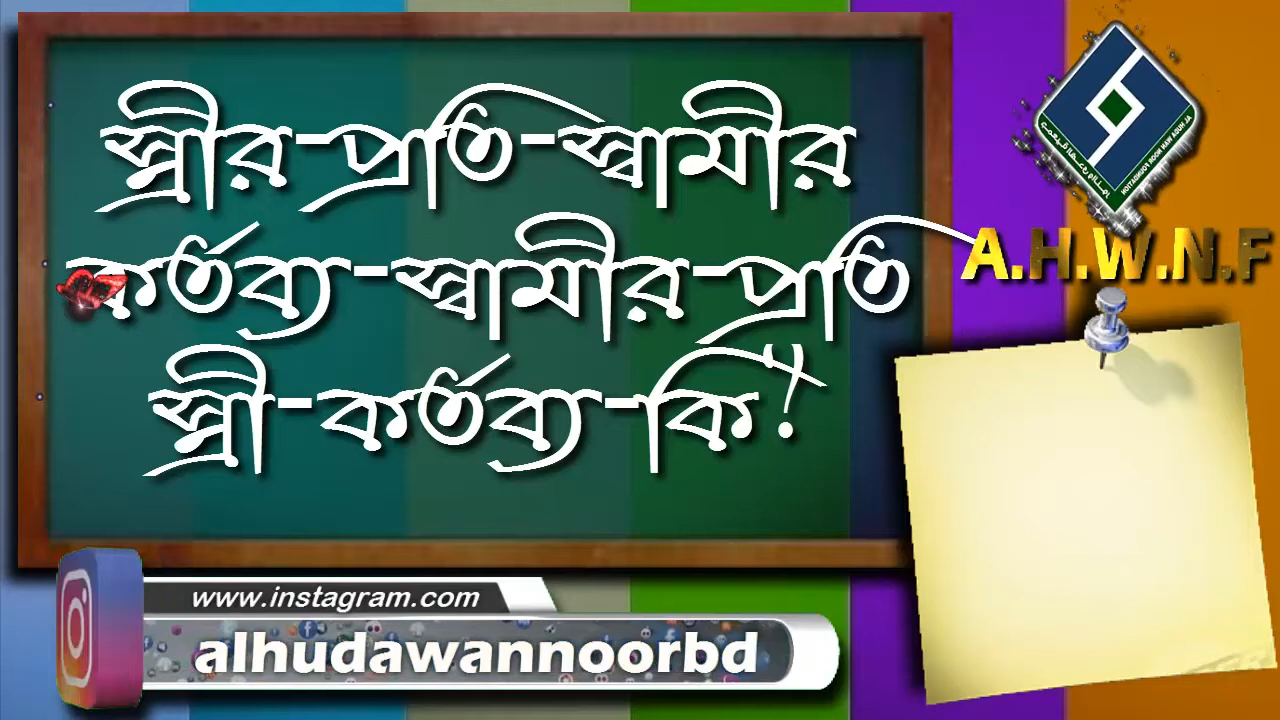 স্ত্রীর-প্রতি-স্বামীর
কর্তব্য-স্বামীর-প্রতি
স্ত্রী-কর্তব্য-কি!
A.H.W.N.F
www.instagram.com
alhudawannoorbd